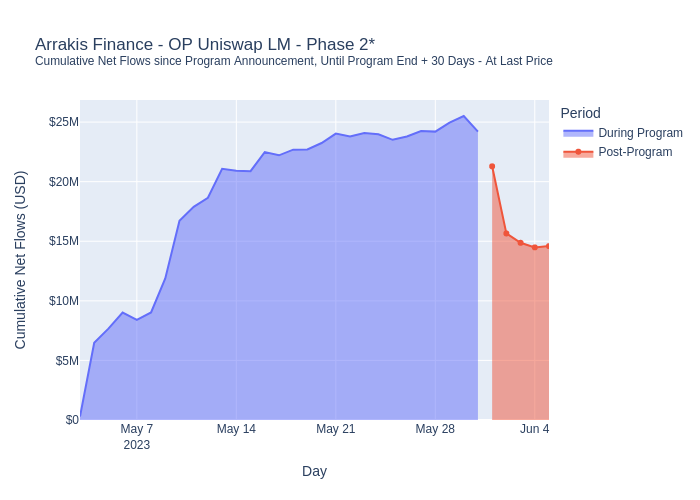 Arrakis Finance - OP Uniswap LM - Phase 2*
Cumulative Net Flows since Program Announcement, Until Program End + 30 Days - At Last Price
Period
During Program
Post-Program
Cumulative Net Flows (USD)
$25M
$20M
$15M
$10M
$5M
$0
May 7
2023
May 14
May 21
May 28
Jun 4
Day